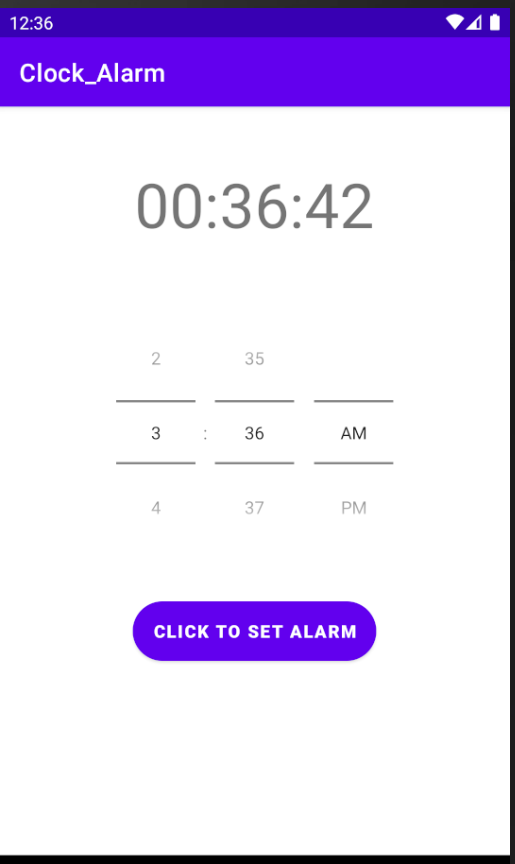 12:36
Clock_Alarm
00:36:42
2 35
3 : 36 AM
4 37 PM
CLICK TO SET ALARM